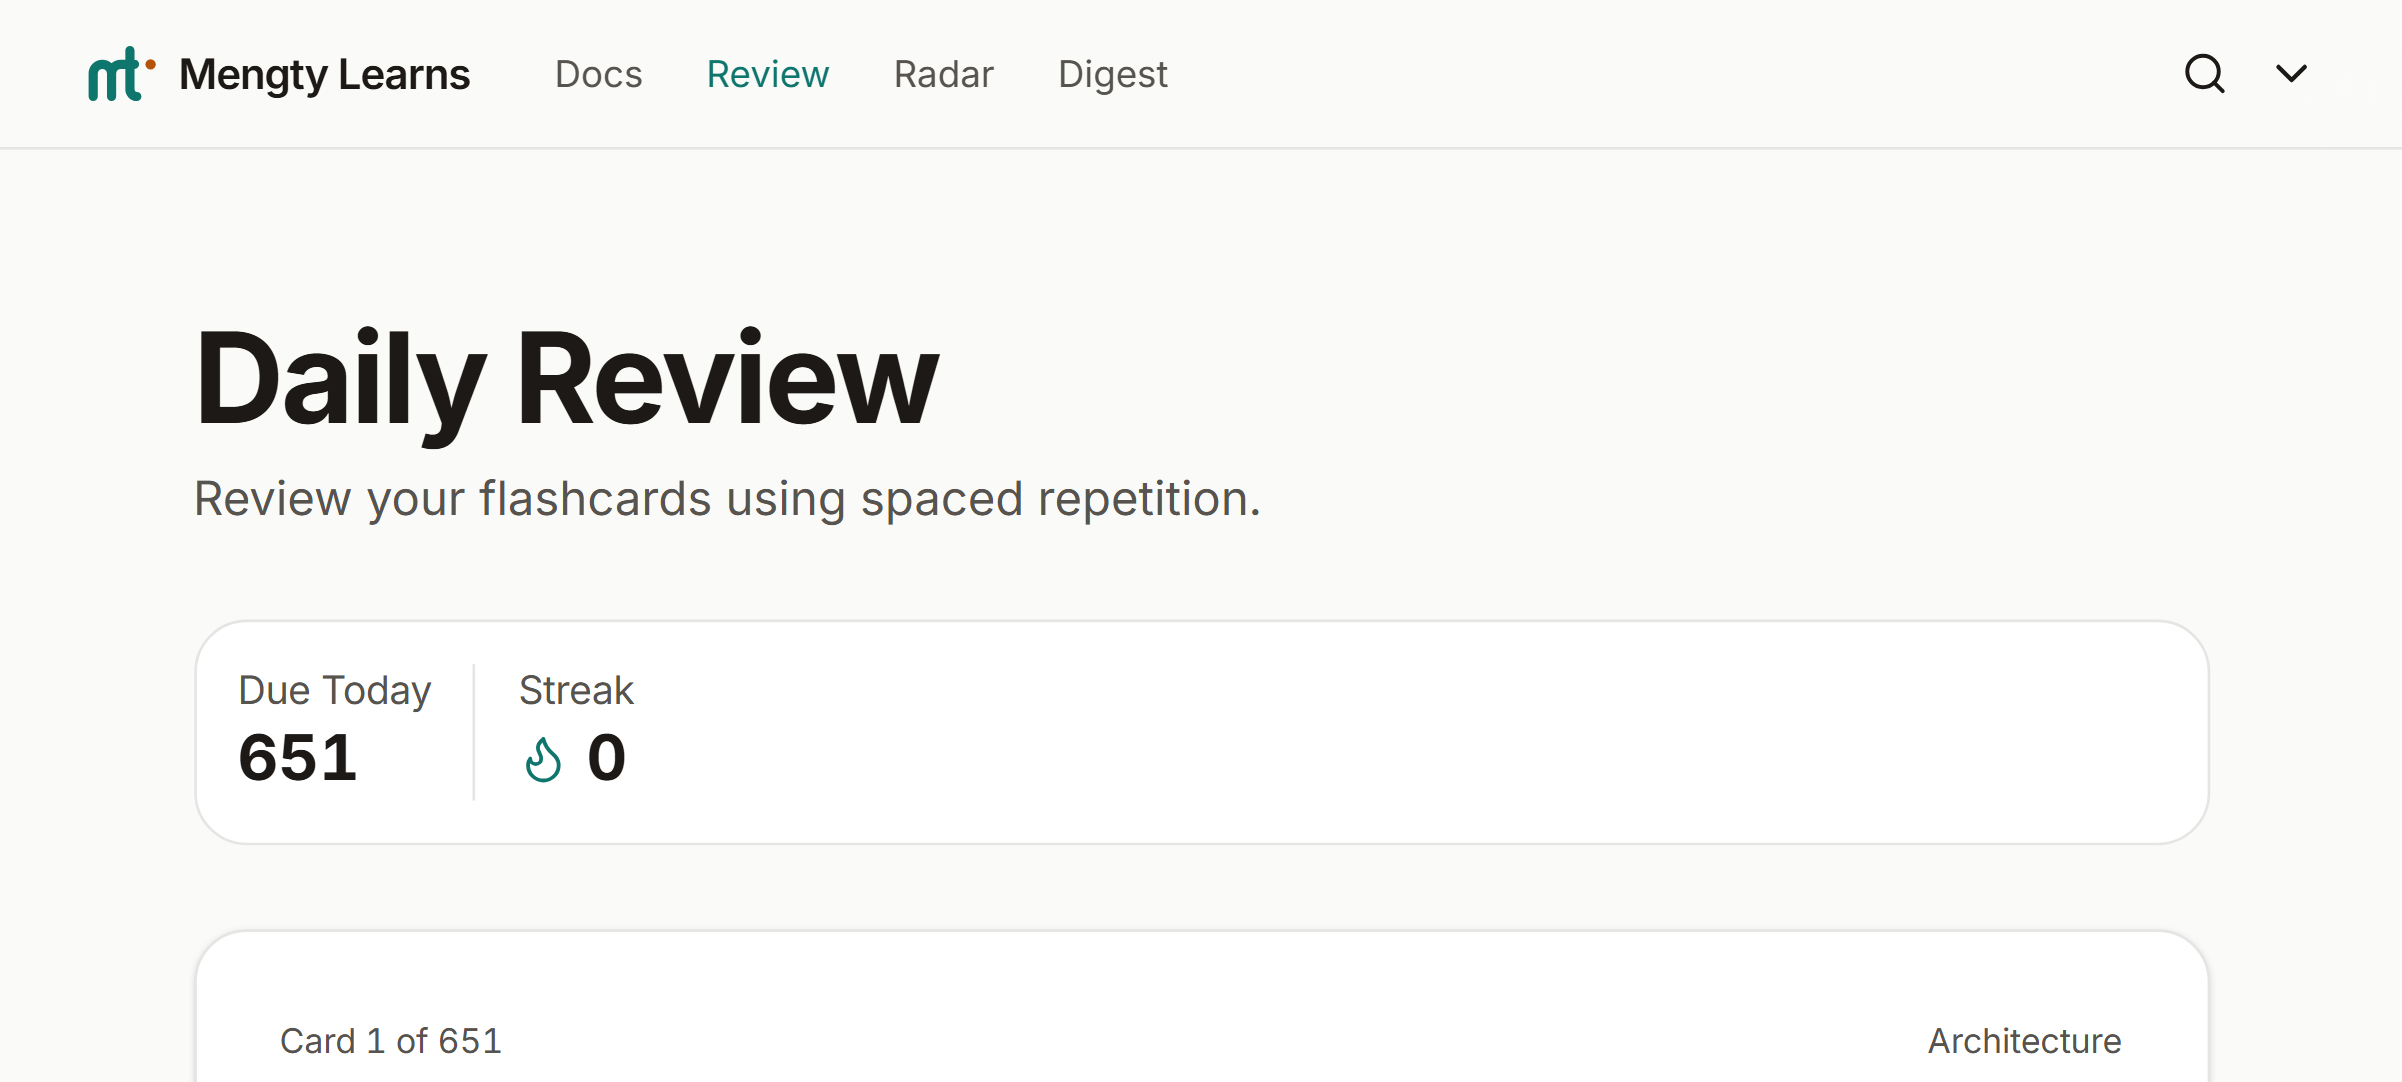 mt
Mengty Learns
Docs
Review
Radar
Digest
Daily Review
Review your flashcards using spaced repetition.
Due Today
651
Streak
0
Card 1 of 651
Architecture